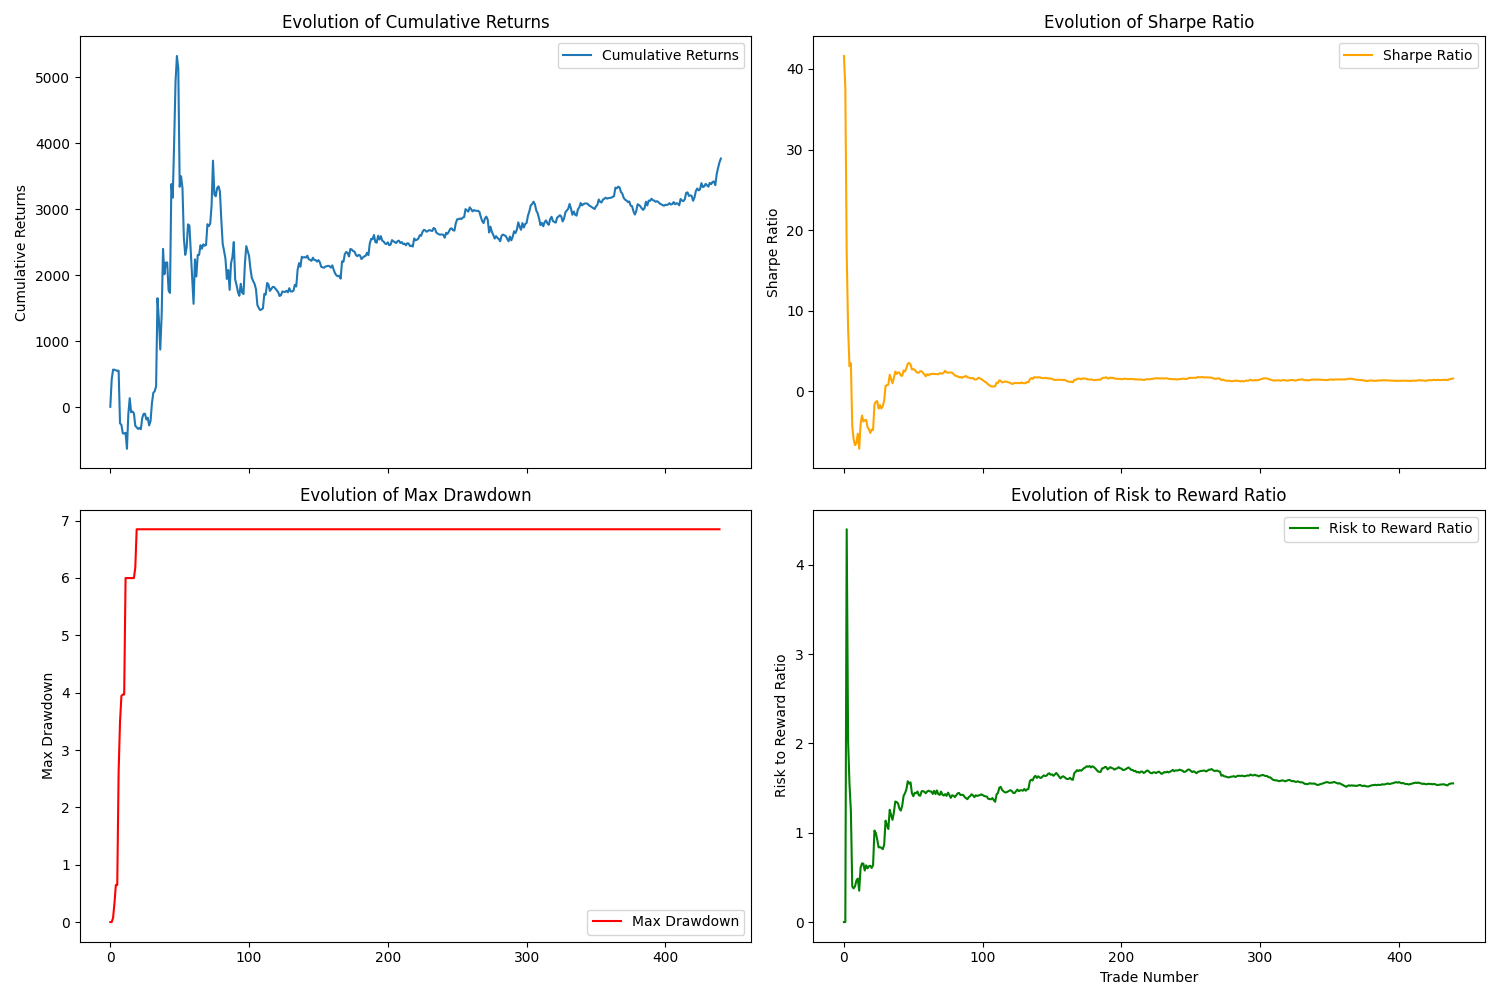 Evolution of Cumulative Returns
Cumulative Returns
5000
4000
3000
2000
1000
0
Cumulative Returns
0
100
200
300
400
Evolution of Sharpe Ratio
Sharpe Ratio
40
30
20
10
0
Sharpe Ratio
Evolution of Max Drawdown
7
6
5
4
3
2
1
0
Max Drawdown
Max Drawdown
Evolution of Risk to Reward Ratio
Risk to Reward Ratio
4
3
2
1
0
Risk to Reward Ratio
0
100
200
300
400
Trade Number